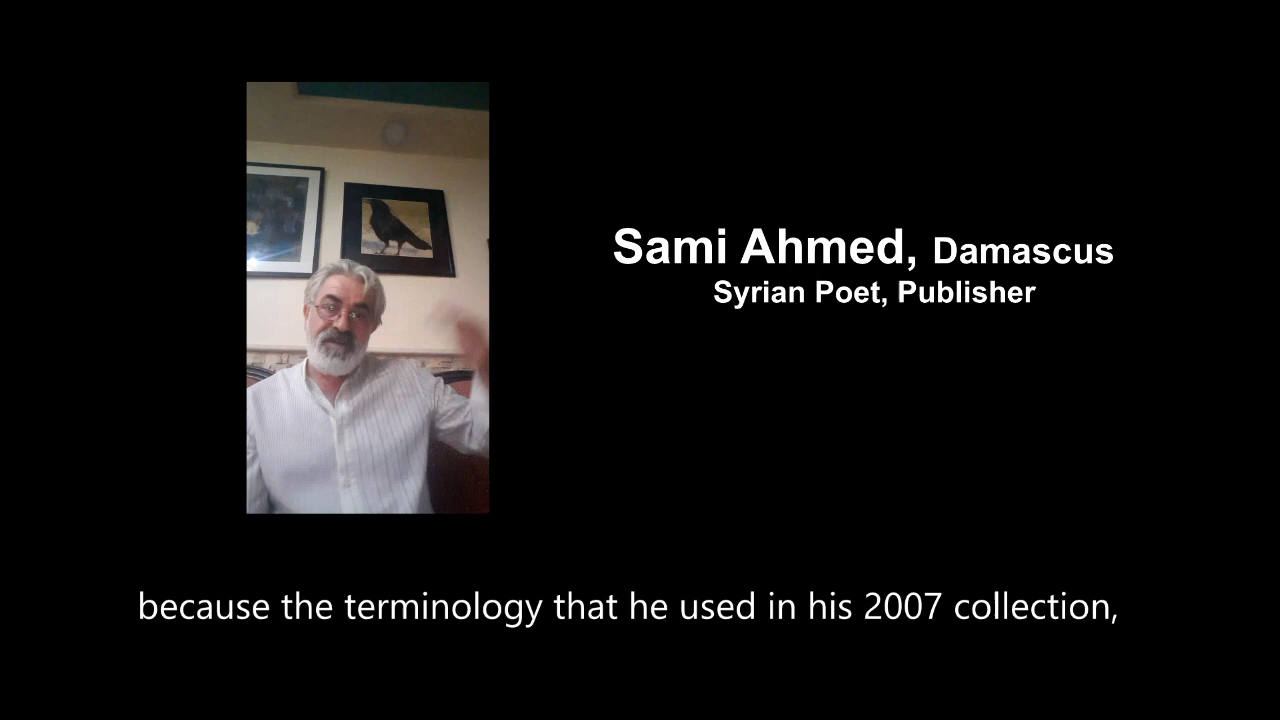 Sami Ahmed, Damascus
Syrian Poet, Publisher
because the terminology that he used in his 2007 collection,